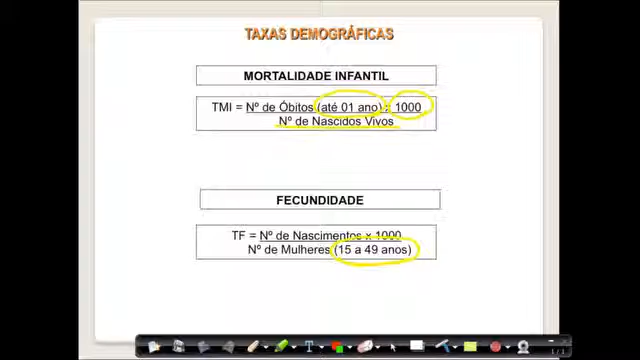 TAXAS DEMOGRÁFICAS
MORTALIDADE INFANTIL
TMI = Nº de Óbitos (até 01 ano) x 1000
Nº de Nascidos Vivos
FECUNDIDADE
TF = Nº de Nascimentos x 1000
Nº de Mulheres (15 a 49 anos)